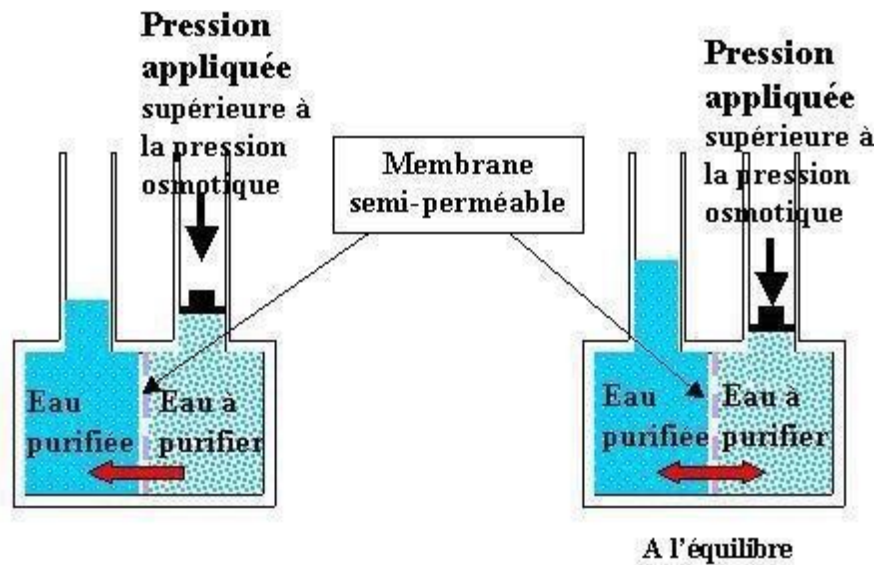 Pression
appliquée
supérieure à
la pression
osmotique
Membrane
semi-perméable
Pression
appliquée
supérieure à
la pression
osmotique
Eau
purifiée
Eau à
purifier
Eau
purifiée
Eau à
purifier
A l'équilibre